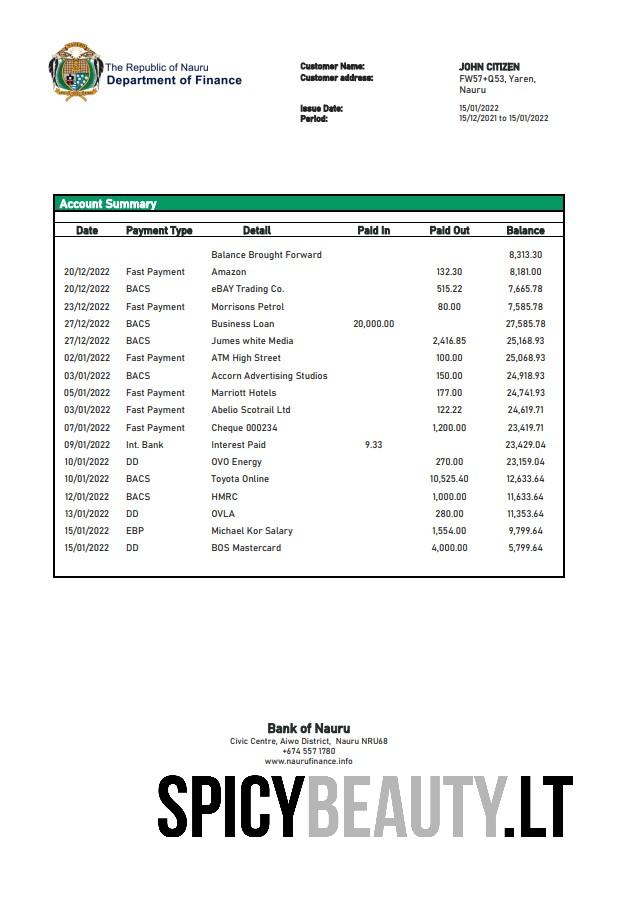 The Republic of Nauru
Department of Finance
Customer Name: JOHN CITIZEN
Customer address: FW57+Q53, Yaren,
Nauru
Issue Date: 15/01/2022
Period: 15/12/2021 to 15/01/2022
Account Summary
Date Payment Type Detail Paid In Paid Out Balance
Balance Brought Forward 8,313.30
20/12/2022 Fast Payment Amazon 132.30 8,181.00
20/12/2022 BACS eBAY Trading Co. 515.22 7,665.78
23/12/2022 Fast Payment Morrisons Petrol 80.00 7,585.78
27/12/2022 BACS Business Loan 20,000.00 27,585.78
27/12/2022 BACS Jumes white Media 2,416.85 25,168.93
02/01/2022 Fast Payment ATM High Street 100.00 25,068.93
03/01/2022 BACS Accorn Advertising Studios 150.00 24,918.93
05/01/2022 Fast Payment Marriott Hotels 177.00 24,741.93
03/01/2022 Fast Payment Abelio Scotrail Ltd 122.22 24,619.71
07/01/2022 Fast Payment Cheque 000234 1,200.00 23,419.71
09/01/2022 Int. Bank Interest Paid 9.33 23,429.04
10/01/2022 DD OVO Energy 270.00 23,159.04
10/01/2022 BACS Toyota Online 10,525.40 12,633.64
12/01/2022 BACS HMRC 1,000.00 11,633.64
13/01/2022 DD OVLA 280.00 11,353.64
15/01/2022 EBP Michael Kor Salary 1,554.00 9,799.64
15/01/2022 DD BOS Mastercard 4,000.00 5,799.64
Bank of Nauru
Civic Centre, Aiwo District, Nauru NRU68
+674 557 1780
www.naurufinance.info
SPICYBEAUTY.LT